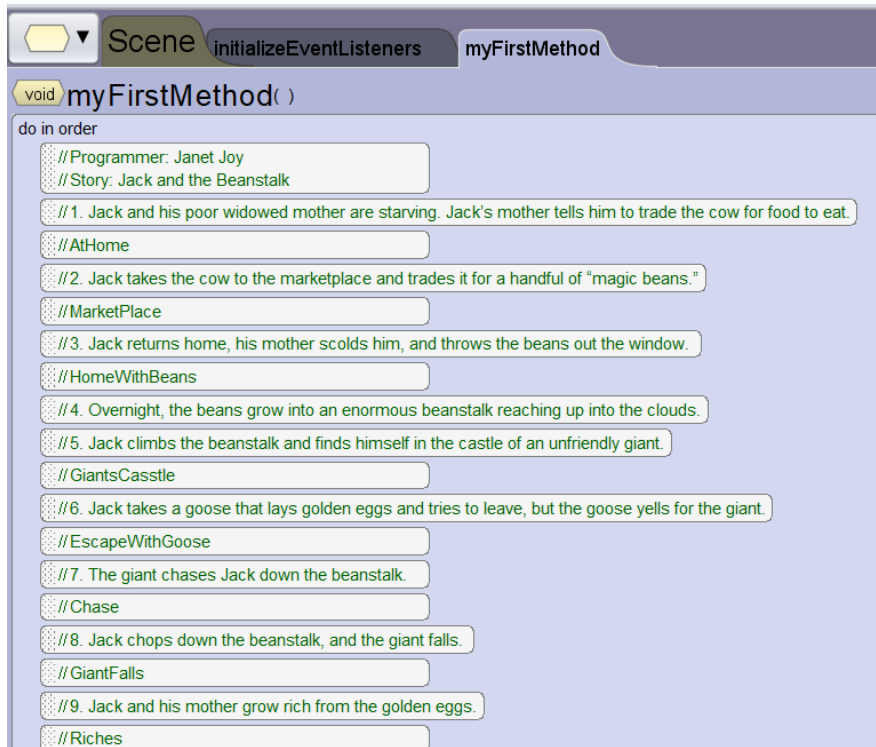 Scene initializeEventListeners myFirstMethod
void myFirstMethod( )
do in order
//Programmer: Janet Joy
//Story: Jack and the Beanstalk
//1. Jack and his poor widowed mother are starving. Jack’s mother tells him to trade the cow for food to eat.
//AtHome
//2. Jack takes the cow to the marketplace and trades it for a handful of “magic beans.”
//MarketPlace
//3. Jack returns home, his mother scolds him, and throws the beans out the window.
//HomeWithBeans
//4. Overnight, the beans grow into an enormous beanstalk reaching up into the clouds.
//5. Jack climbs the beanstalk and finds himself in the castle of an unfriendly giant.
//GiantsCasstle
//6. Jack takes a goose that lays golden eggs and tries to leave, but the goose yells for the giant.
//EscapeWithGoose
//7. The giant chases Jack down the beanstalk.
//Chase
//8. Jack chops down the beanstalk, and the giant falls.
//GiantFalls
//9. Jack and his mother grow rich from the golden eggs.
//Riches